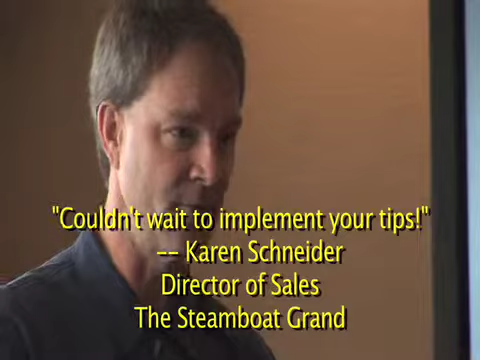 "Couldn't wait to implement your tips!"
-- Karen Schneider
Director of Sales
The Steamboat Grand